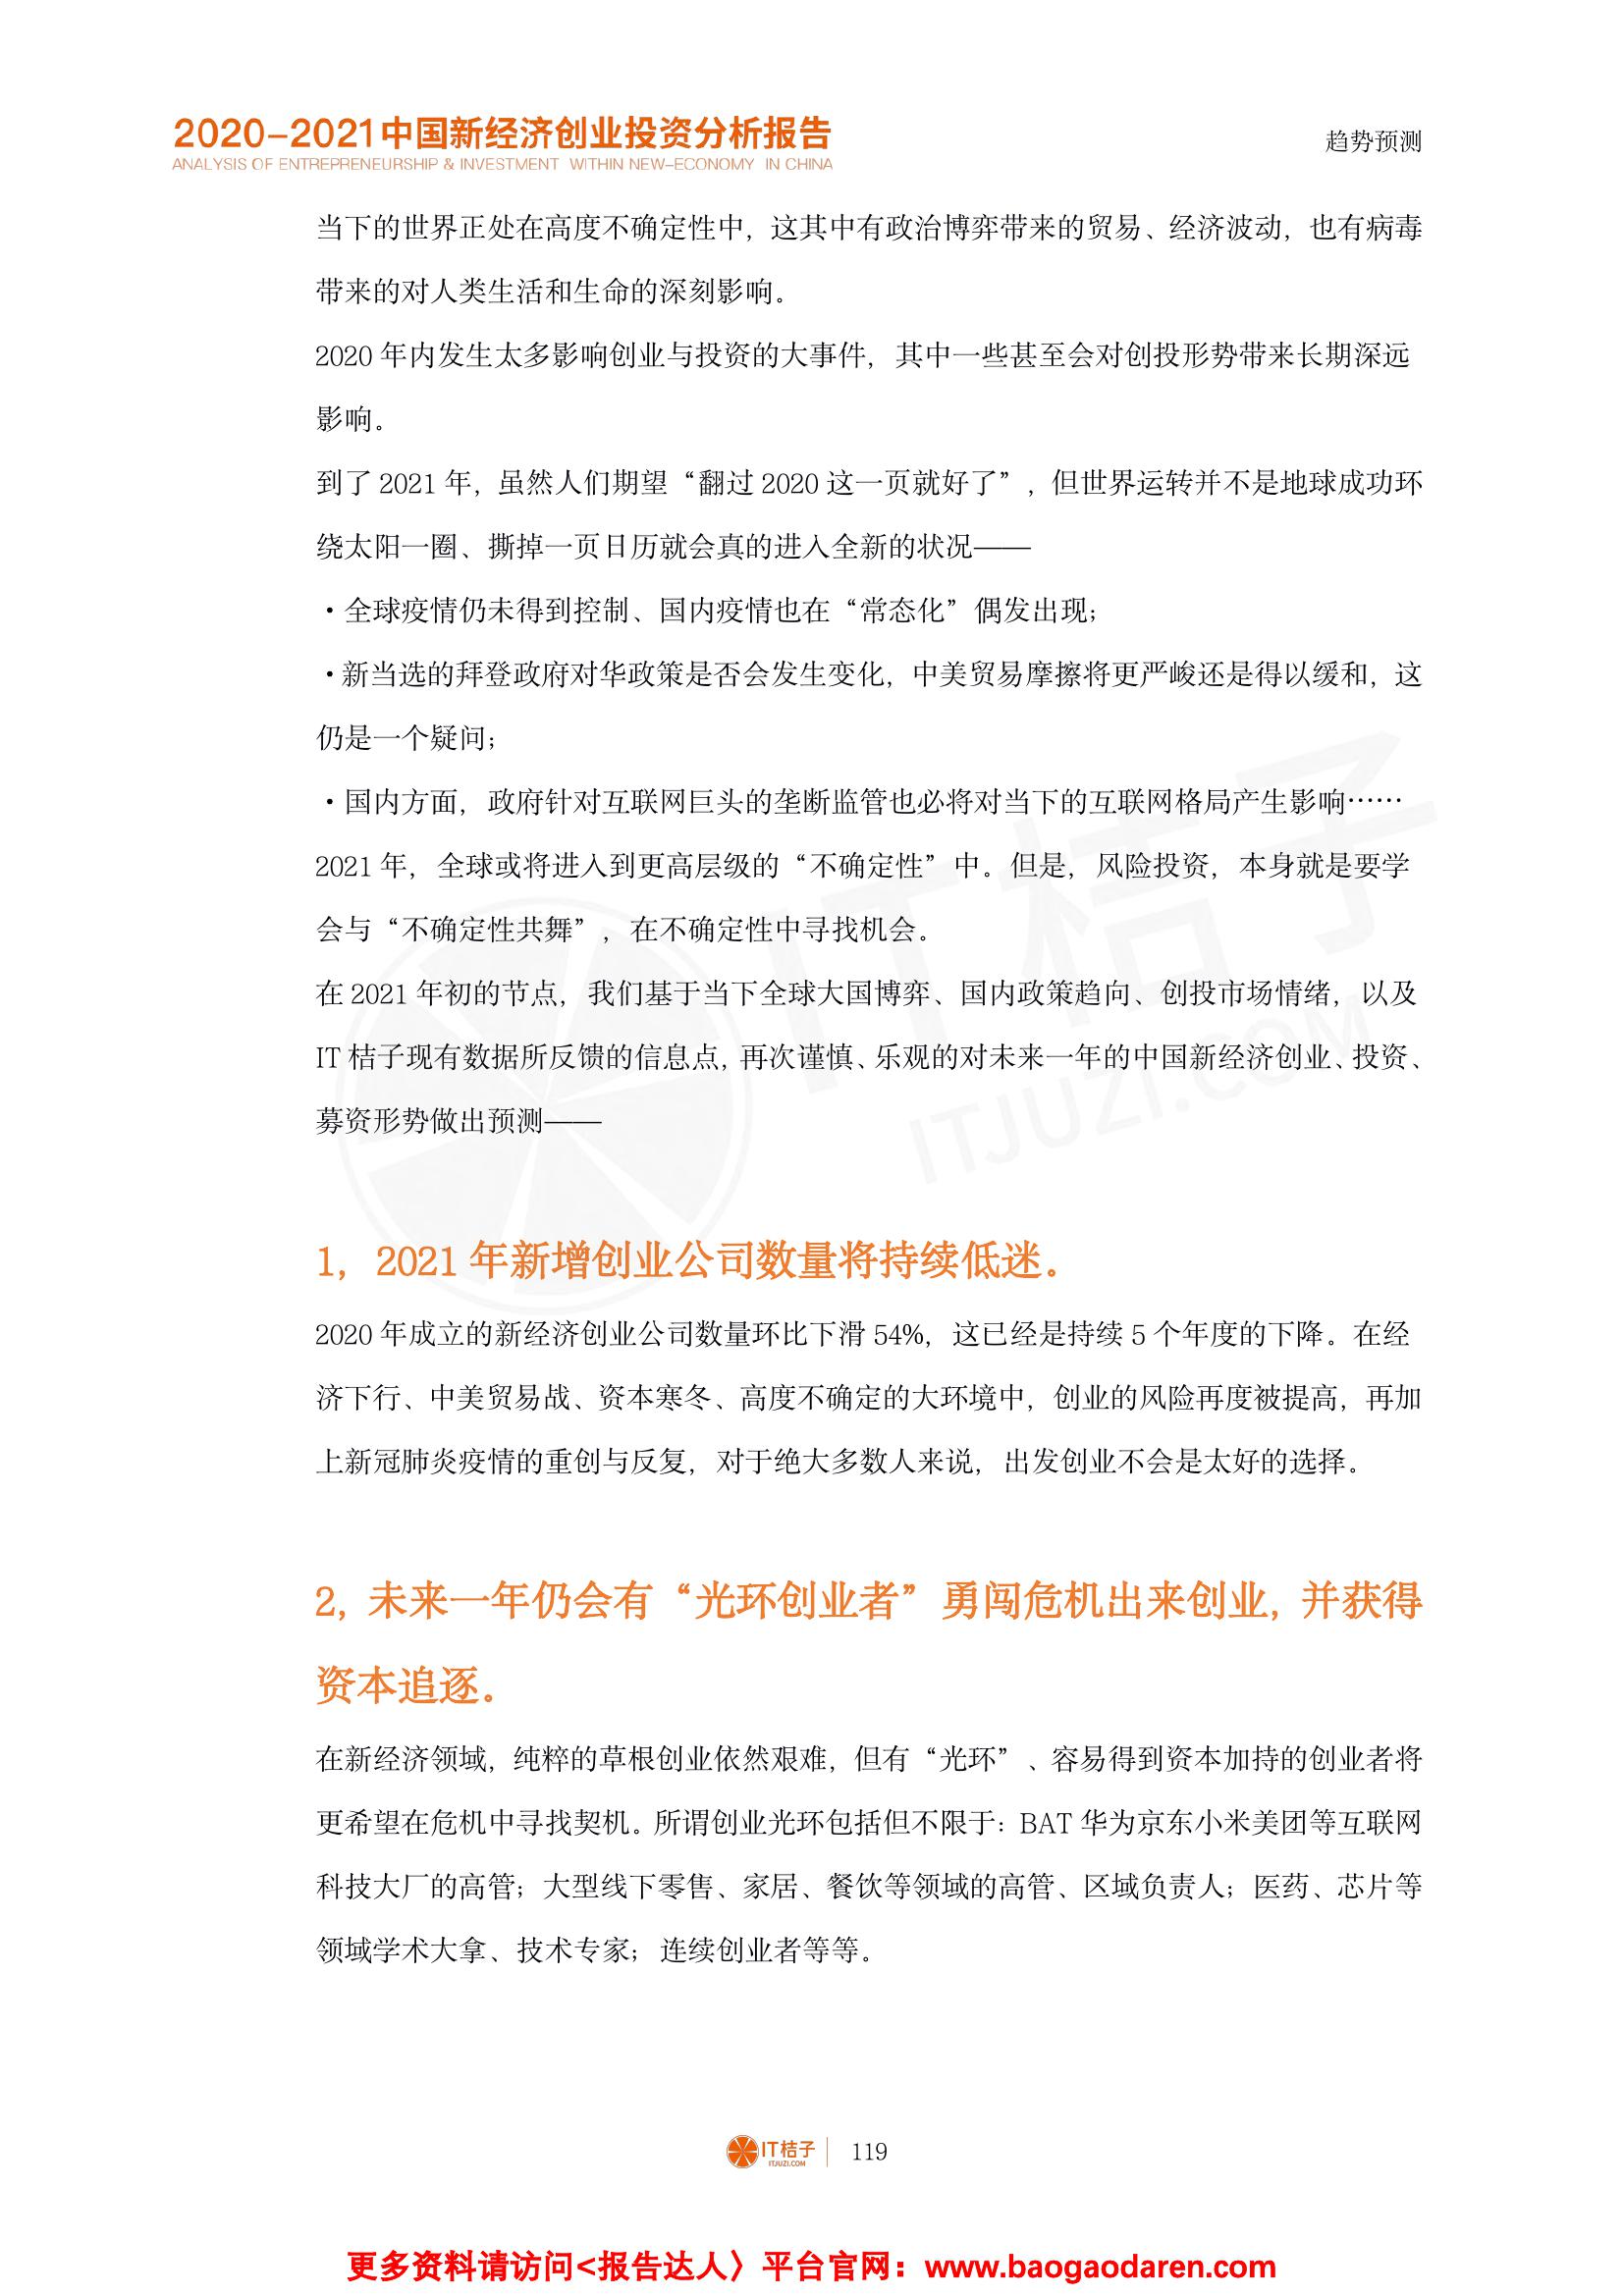 2020-2021中国新经济创业投资分析报告
ANALYSIS OF ENTREPRENEURSHIP & INVESTMENT WITHIN NEW-ECONOMY IN CHINA
趋势预测
当下的世界正处在高度不确定性中，这其中有政治博弈带来的贸易、经济波动，也有病毒
带来的对人类生活和生命的深刻影响。
2020 年内发生太多影响创业与投资的大事件，其中一些甚至会对创投形势带来长期深远
影响。
到了 2021 年，虽然人们期望“翻过 2020 这一页就好了”，但世界运转并不是地球成功环
绕太阳一圈、撕掉一页日历就会真的进入全新的状况——
·全球疫情仍未得到控制、国内疫情也在“常态化”偶发出现；
·新当选的拜登政府对华政策是否会发生变化，中美贸易摩擦将更严峻还是得以缓和，这
仍是一个疑问；
·国内方面，政府针对互联网巨头的垄断监管也必将对当下的互联网格局产生影响……
2021 年，全球或将进入到更高层级的“不确定性”中。但是，风险投资，本身就是要学
会与“不确定性共舞”，在不确定性中寻找机会。
在 2021 年初的节点，我们基于当下全球大国博弈、国内政策趋向、创投市场情绪，以及
IT 桔子现有数据所反馈的信息点，再次谨慎、乐观的对未来一年的中国新经济创业、投资、
募资形势做出预测——
IT桔子
ITJUZI.COM
1，2021 年新增创业公司数量将持续低迷。
2020 年成立的新经济创业公司数量环比下滑 54%，这已经是持续 5 个年度的下降。在经
济下行、中美贸易战、资本寒冬、高度不确定的大环境中，创业的风险再度被提高，再加
上新冠肺炎疫情的重创与反复，对于绝大多数人来说，出发创业不会是太好的选择。
2，未来一年仍会有“光环创业者”勇闯危机出来创业，并获得
资本追逐。
在新经济领域，纯粹的草根创业依然艰难，但有“光环”、容易得到资本加持的创业者将
更希望在危机中寻找契机。所谓创业光环包括但不限于：BAT 华为京东小米美团等互联网
科技大厂的高管；大型线下零售、家居、餐饮等领域的高管、区域负责人；医药、芯片等
领域学术大拿、技术专家；连续创业者等等。
IT桔子
ITJUZI.COM
119
更多资料请访问<报告达人〉平台官网：www.baogaodaren.com